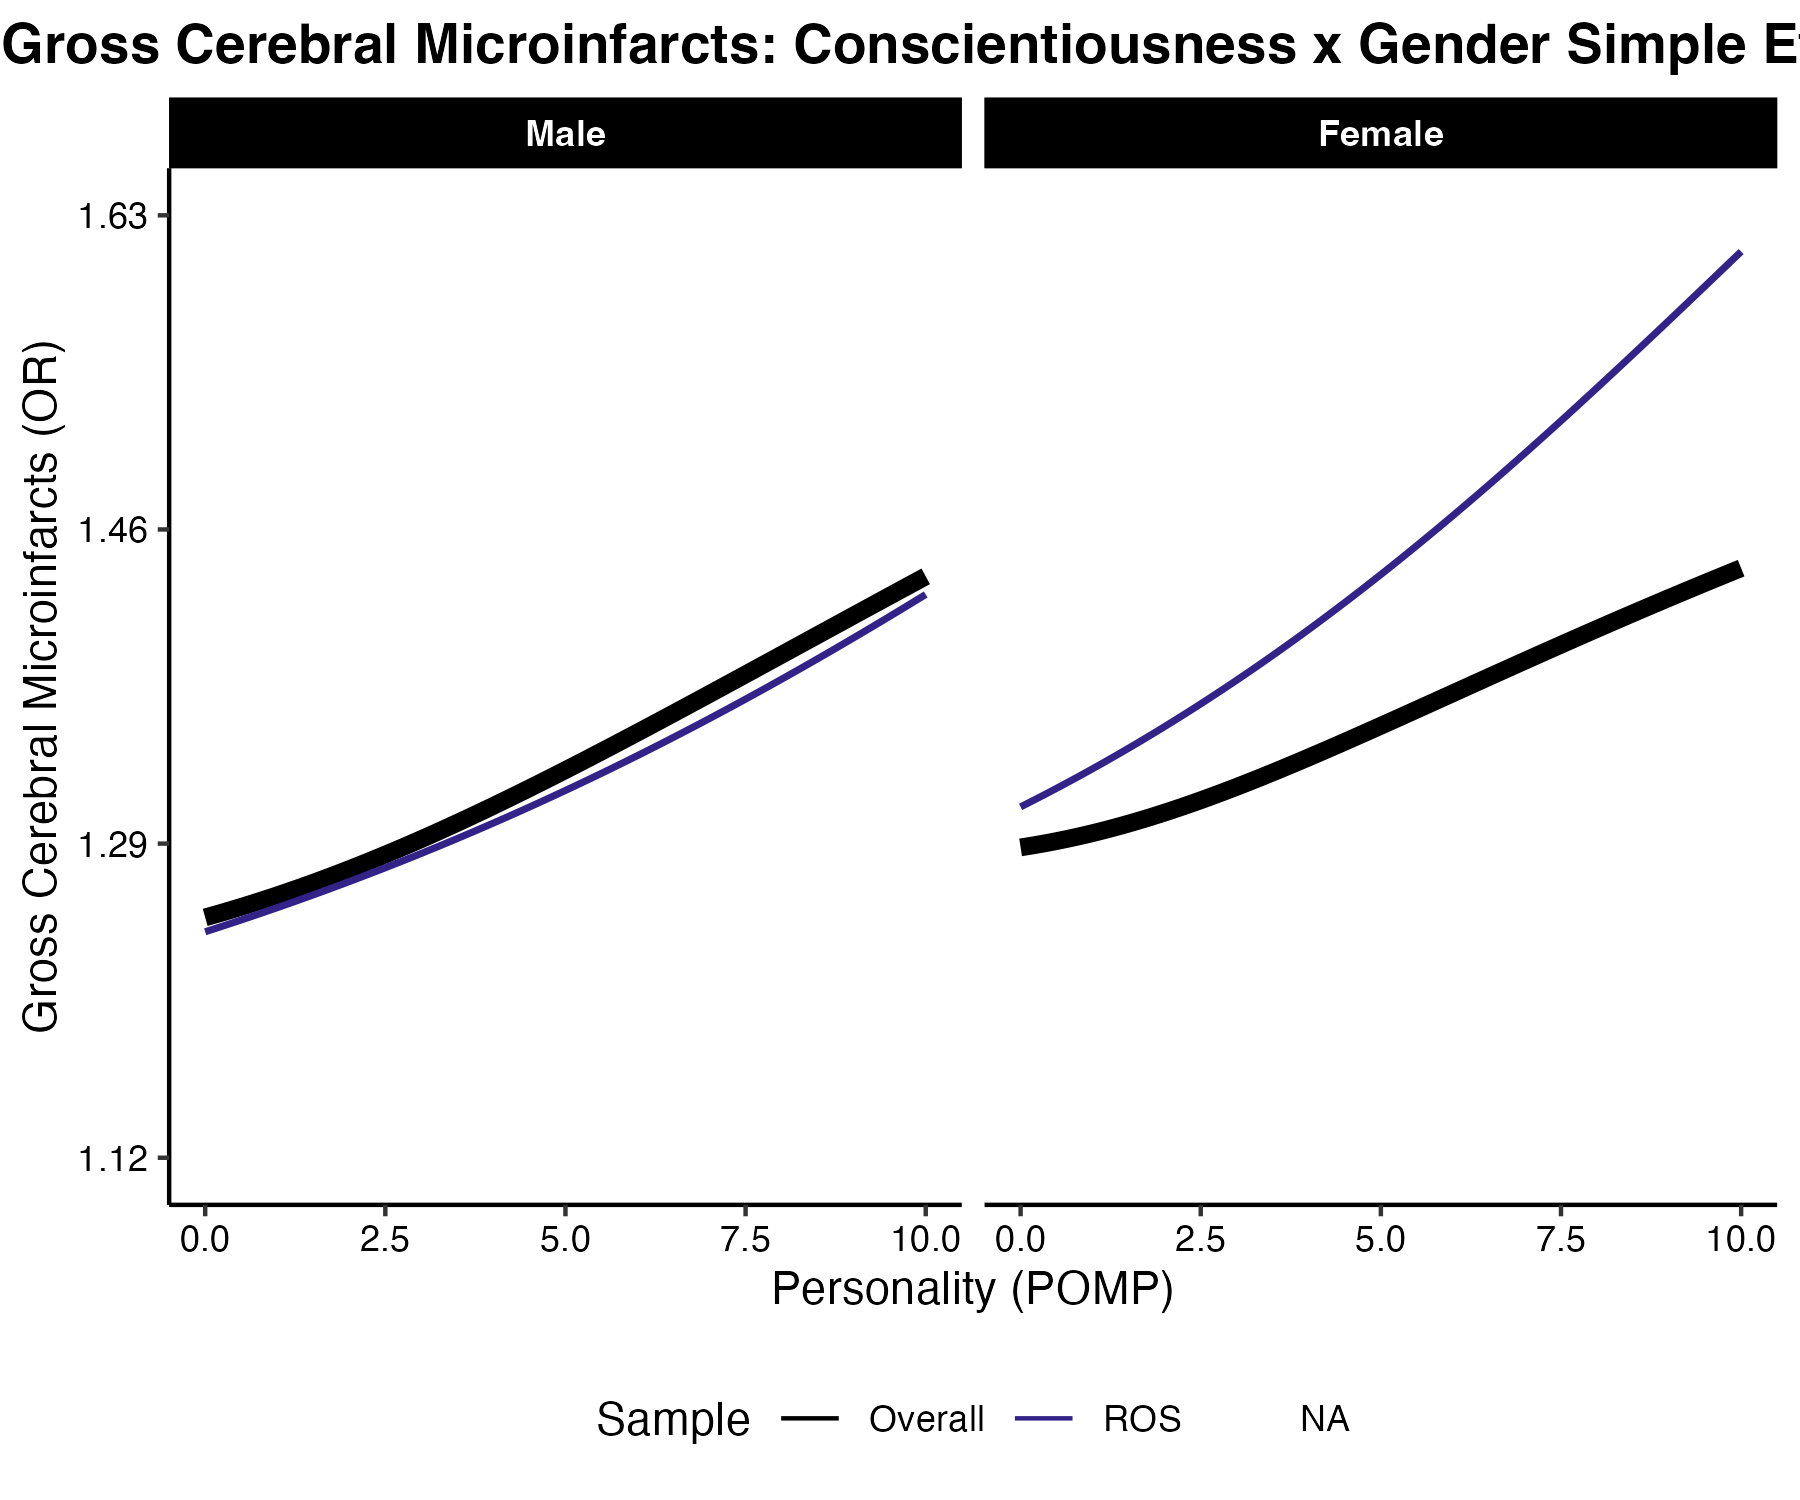 Gross Cerebral Microinfarcts: Conscientiousness x Gender Simple
Male Female
Gross Cerebral Microinfarcts (OR)
1.63
1.46
1.29
1.12
0.0 2.5 5.0 7.5 10.0 0.0 2.5 5.0 7.5 10.0
Personality (POMP)
Sample Overall ROS NA